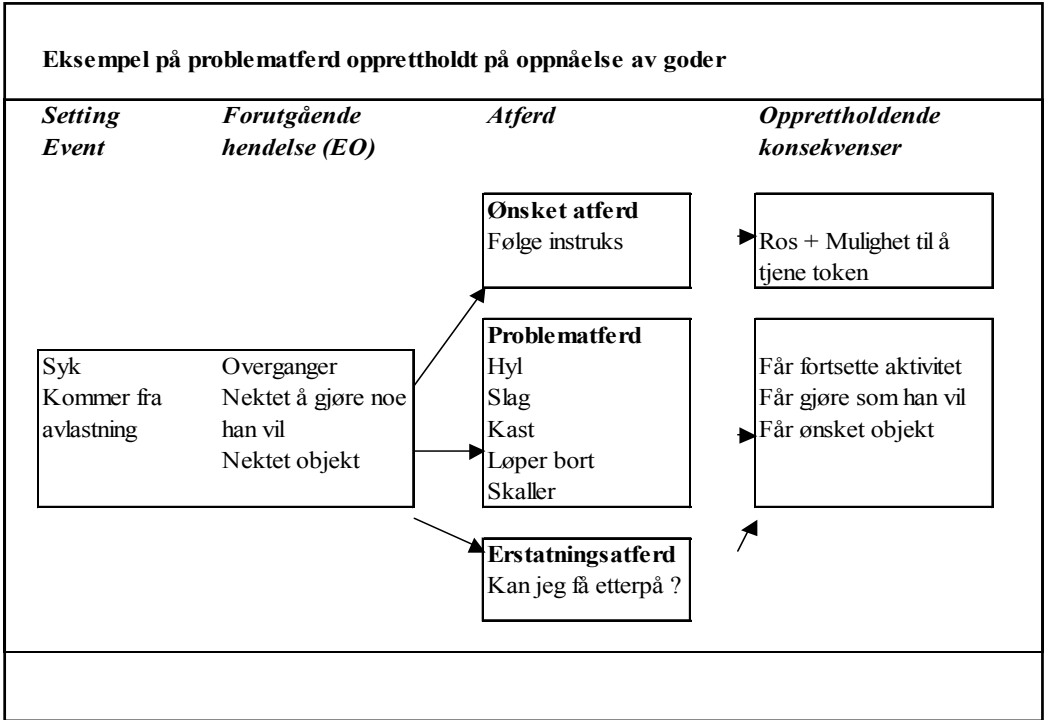 Eksempel på problematferd opprettholdt på oppnåelse av goder
Setting
Event
Forutgående
hendelse (EO)
Atferd
Opprettholdende
konsekvenser
Ønsket atferd
Følge instruks
Ros + Mulighet til å
tjene token
Syk
Kommer fra
avlastning
Overganger
Nektet å gjøre noe
han vil
Nektet objekt
Problematferd
Hyl
Slag
Kast
Løper bort
Skaller
Får fortsette aktivitet
Får gjøre som han vil
Får ønsket objekt
Erstatningsatferd
Kan jeg få etterpå ?